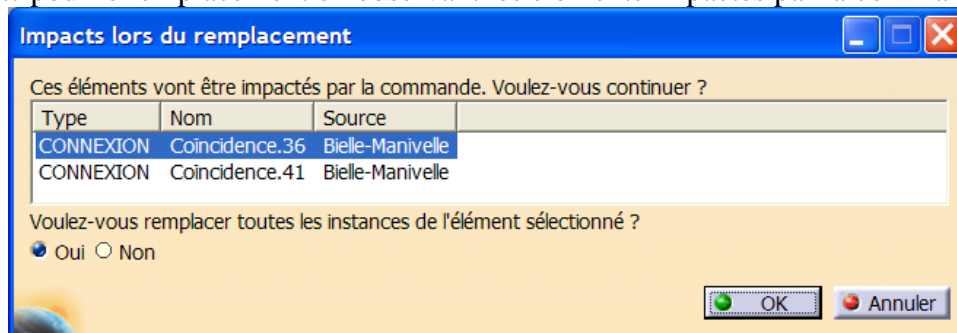 Impacts lors du remplacement
Ces éléments vont être impactés par la commande. Voulez-vous continuer ?
Type Nom Source
CONNEXION Coïncidence.36 Bielle-Manivelle
CONNEXION Coïncidence.41 Bielle-Manivelle
Voulez-vous remplacer toutes les instances de l'élément sélectionné ?
Oui Non
OK Annuler